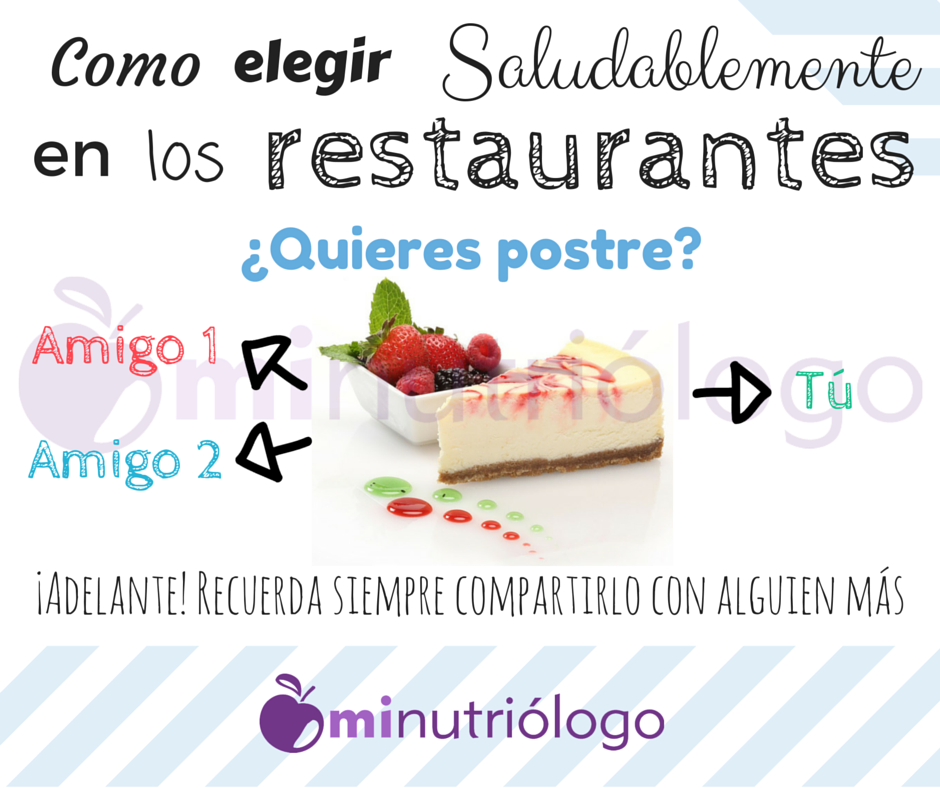 Como elegir Saludablemente
en los restaurantes
¿Quieres postre?
Amigo 1
Tú
Amigo 2
minutriólogo
¡Adelante! Recuerda siempre compartirlo con alguien más
minutriólogo